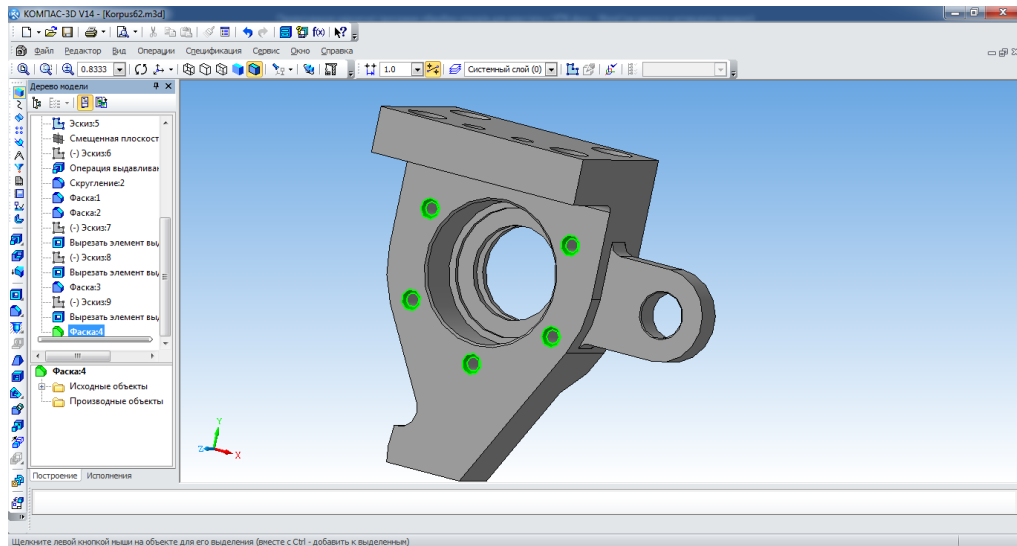 КОМПАС-3D V14 - [Korpus62.m3d]
Файл Редактор Вид Операции Спецификация Сервис Окно Справка
0.8333 1.0 Системный слой (0)
Дерево модели
Эскиз:5
Смещенная плоскост
(-) Эскиз:6
Операция выдавливан
Скругление:2
Фаска:1
Фаска:2
(-) Эскиз:7
Вырезать элемент выд
(-) Эскиз:8
Вырезать элемент выд
Фаска:3
(-) Эскиз:9
Вырезать элемент выд
Фаска:4
Фаска:4
Исходные объекты
Производные объекты
Построение Исполнения
Y
Z X
Щелкните левой кнопкой мыши на объекте для его выделения (вместе с Ctrl - добавить к выделенным)